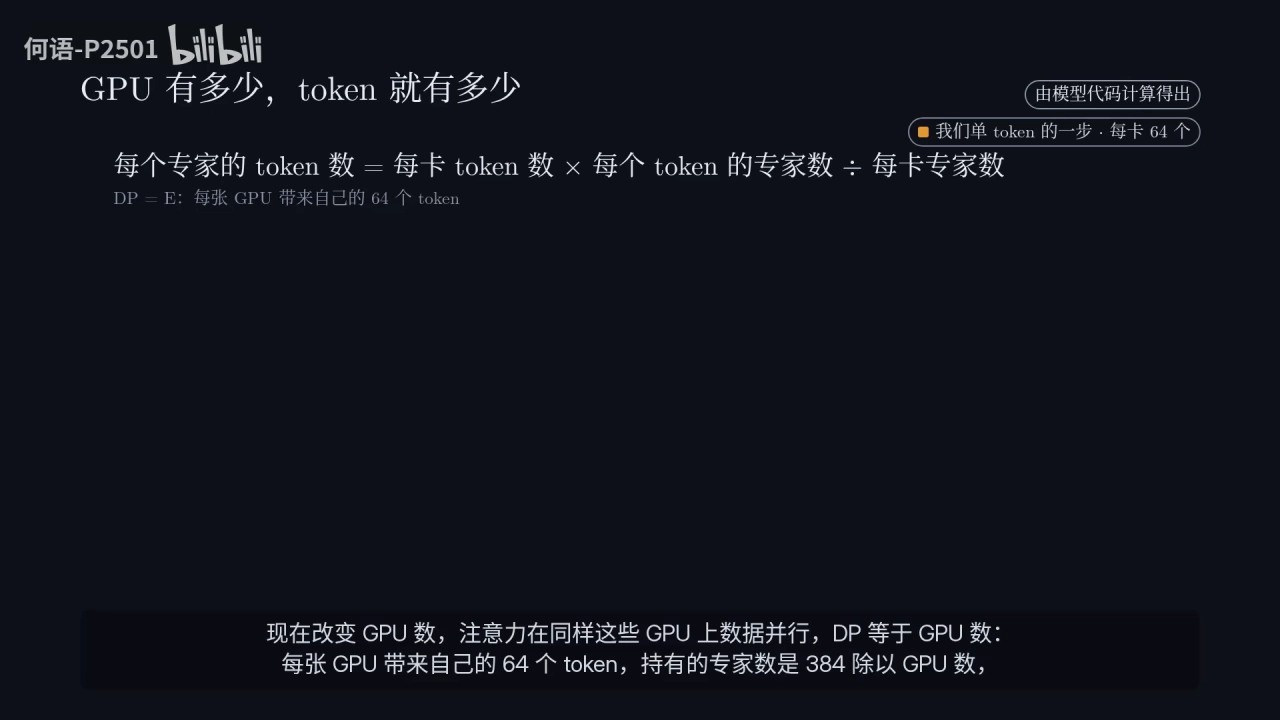 何语-P2501 bilibili
GPU 有多少，token 就有多少
由模型代码计算得出
我们单 token 的一步 · 每卡 64 个
每个专家的 token 数 = 每卡 token 数 × 每个 token 的专家数 ÷ 每卡专家数
DP = E：每张 GPU 带来自己的 64 个 token
现在改变 GPU 数，注意力在同样这些 GPU 上数据并行，DP 等于 GPU 数：
每张 GPU 带来自己的 64 个 token，持有的专家数是 384 除以 GPU 数，